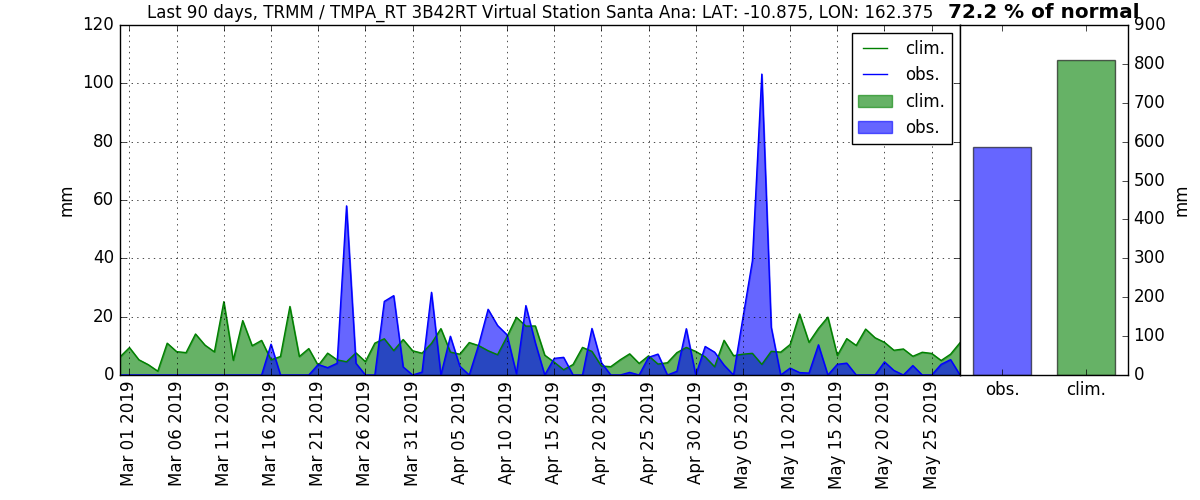 Last 90 days, TRMM / TMPA_RT 3B42RT Virtual Station Santa Ana: LAT: -10.875, LON: 162.375
72.2 % of normal
120
100
80
60
40
20
0
mm
clim.
obs.
clim.
obs.
900
800
700
600
500
400
300
200
100
0
mm
Mar 01 2019
Mar 06 2019
Mar 11 2019
Mar 16 2019
Mar 21 2019
Mar 26 2019
Mar 31 2019
Apr 05 2019
Apr 10 2019
Apr 15 2019
Apr 20 2019
Apr 25 2019
Apr 30 2019
May 05 2019
May 10 2019
May 15 2019
May 20 2019
May 25 2019
obs.
clim.